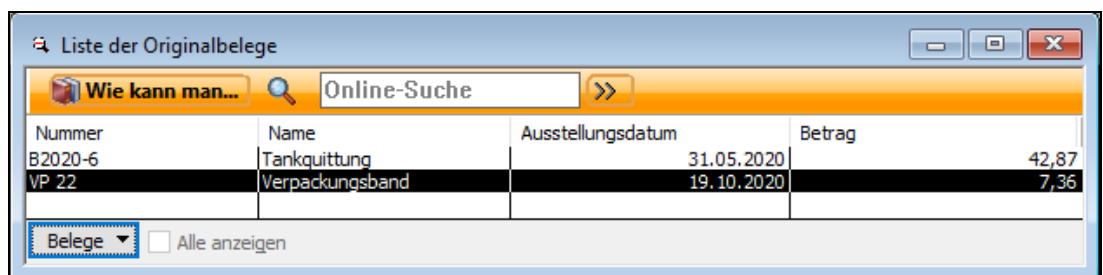 Liste der Originalbelege
Wie kann man... Online-Suche
Nummer Name Ausstellungsdatum Betrag
B2020-6 Tankquittung 31.05.2020 42,87
VP 22 Verpackungsband 19.10.2020 7,36
Belege Alle anzeigen